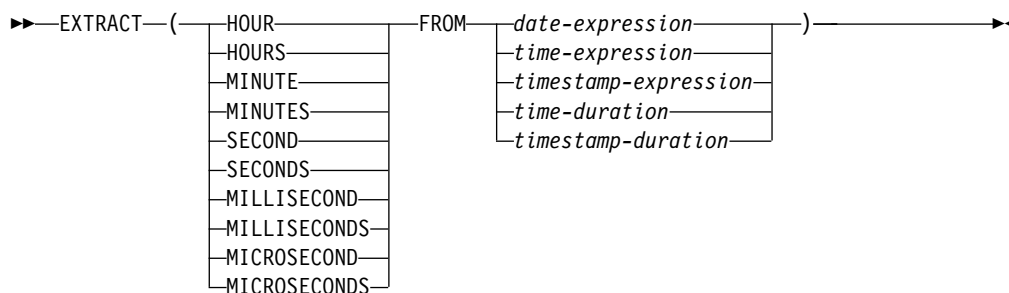 EXTRACT ( HOUR FROM date-expression )
HOURS time-expression
MINUTE timestamp-expression
MINUTES time-duration
SECOND timestamp-duration
SECONDS
MILLISECOND
MILLISECONDS
MICROSECOND
MICROSECONDS